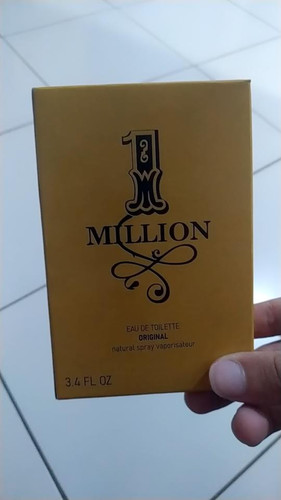 1
MILLION
EAU DE TOILETTE
ORIGINAL
natural spray vaporisateur
3.4 FL OZ